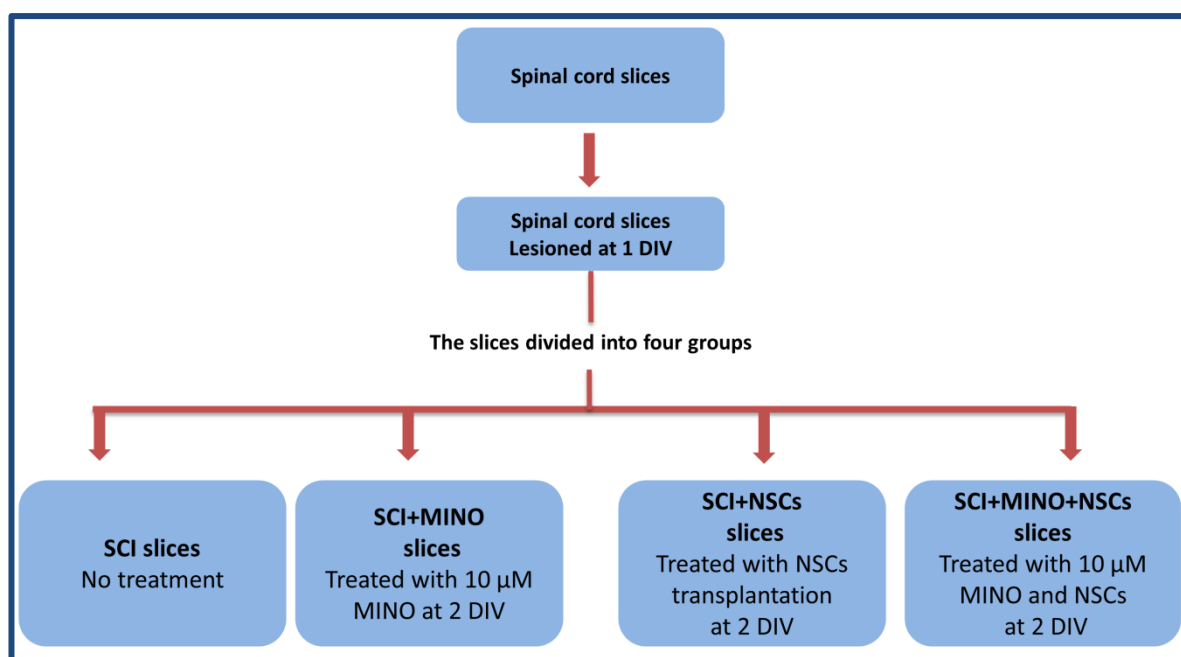 Spinal cord slices
Spinal cord slices
Lesioned at 1 DIV
The slices divided into four groups
SCI slices
No treatment
SCI+MINO
slices
Treated with 10 µM
MINO at 2 DIV
SCI+NSCs
slices
Treated with NSCs
transplantation
at 2 DIV
SCI+MINO+NSCs
slices
Treated with 10 µM
MINO and NSCs
at 2 DIV